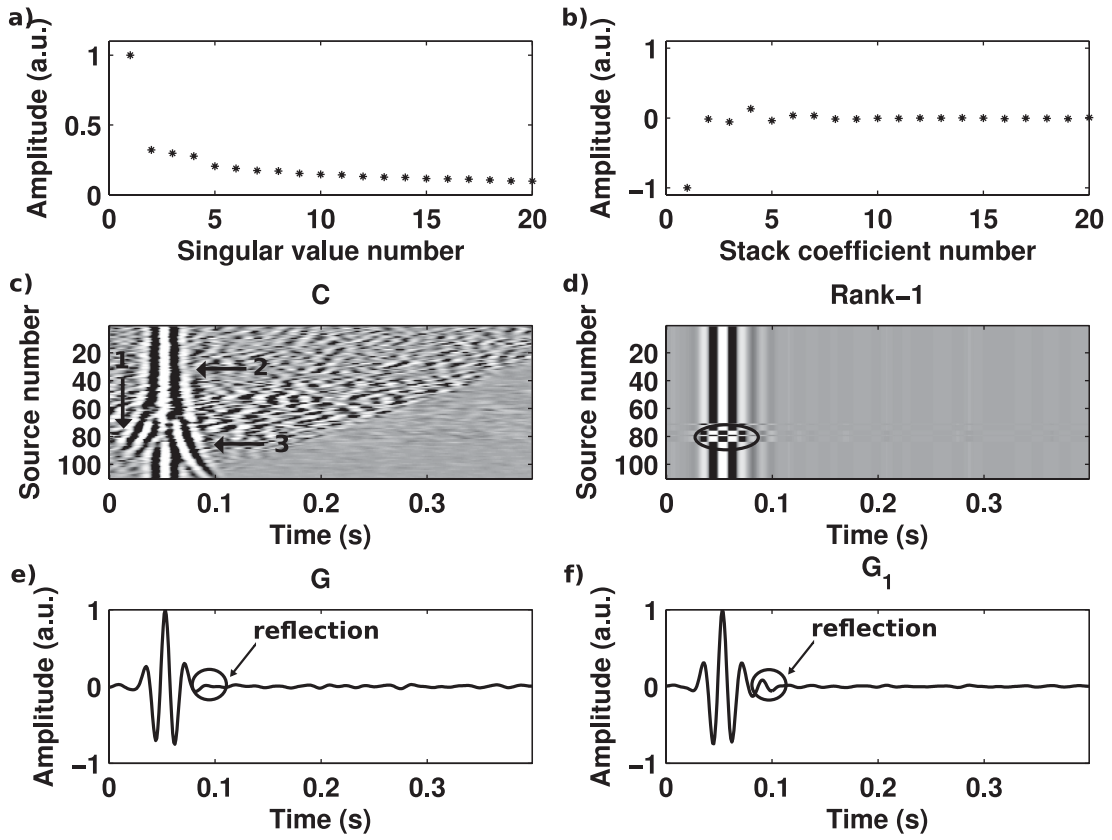 a)
Amplitude (a.u.)
1
0.5
0
0 5 10 15 20
Singular value number
b)
Amplitude (a.u.)
1
0
−1
0 5 10 15 20
Stack coefficient number
c)
C
Source number
20
40
60
80
100
1
2
3
0 0.1 0.2 0.3
Time (s)
d)
Rank−1
Source number
20
40
60
80
100
0 0.1 0.2 0.3
Time (s)
e)
G
Amplitude (a.u.)
1
0
−1
reflection
0 0.1 0.2 0.3
Time (s)
f)
G1
Amplitude (a.u.)
1
0
−1
reflection
0 0.1 0.2 0.3
Time (s)